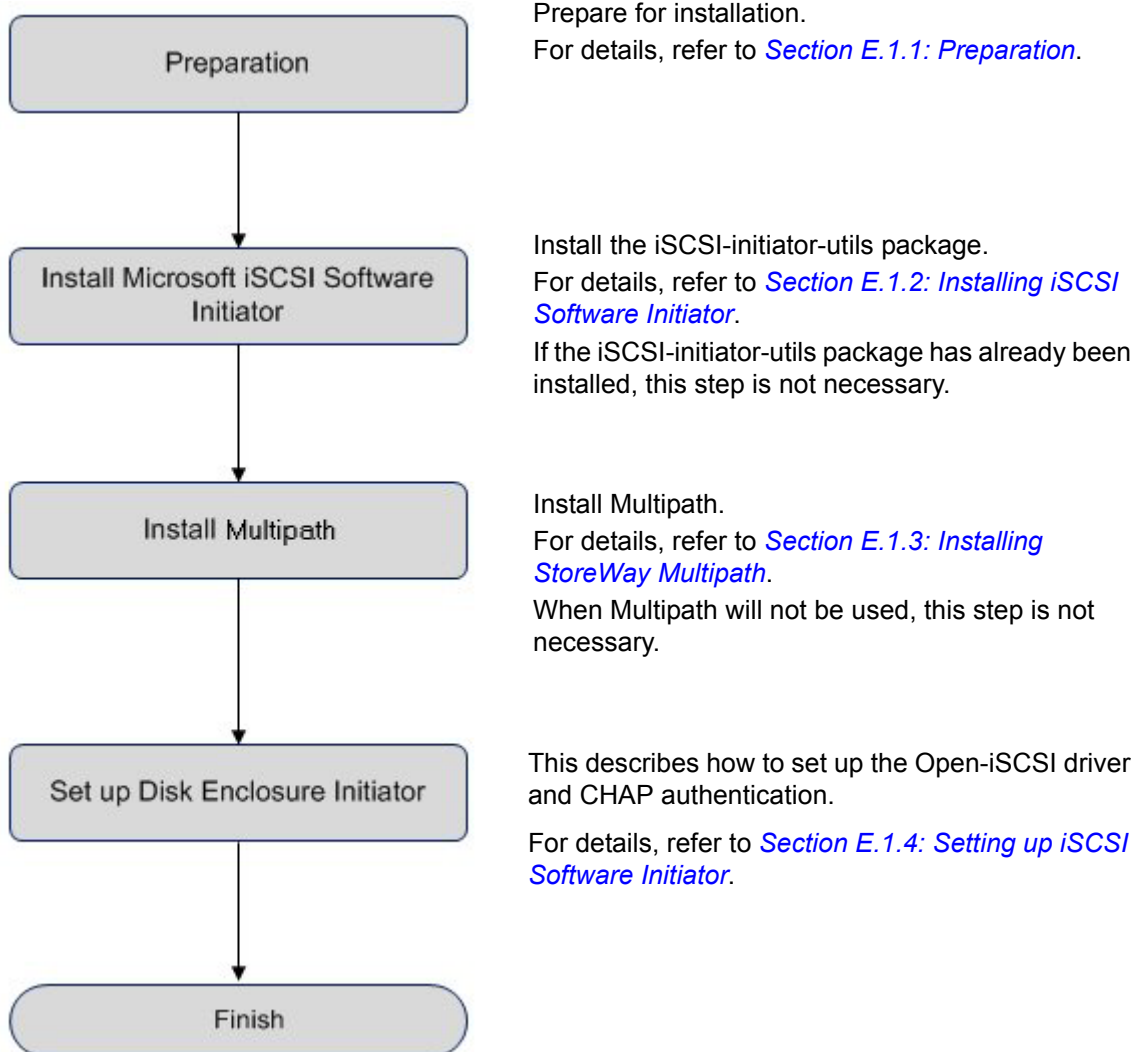 Preparation
Prepare for installation.
For details, refer to Section E.1.1: Preparation.
Install Microsoft iSCSI Software
Initiator
Install the iSCSI-initiator-utils package.
For details, refer to Section E.1.2: Installing iSCSI
Software Initiator.
If the iSCSI-initiator-utils package has already been
installed, this step is not necessary.
Install Multipath
Install Multipath.
For details, refer to Section E.1.3: Installing
StoreWay Multipath.
When Multipath will not be used, this step is not
necessary.
Set up Disk Enclosure Initiator
This describes how to set up the Open-iSCSI driver
and CHAP authentication.
For details, refer to Section E.1.4: Setting up iSCSI
Software Initiator.
Finish